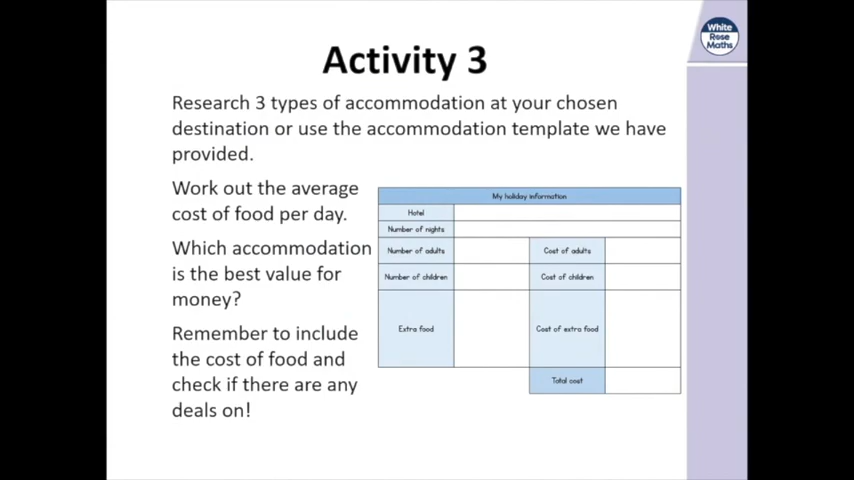 White
Rose
Maths
Activity 3
Research 3 types of accommodation at your chosen
destination or use the accommodation template we have
provided.
Work out the average
cost of food per day.
Which accommodation
is the best value for
money?
Remember to include
the cost of food and
check if there are any
deals on!
My holiday information
Hotel
Number of nights
Number of adults
Cost of adults
Number of children
Cost of children
Extra food
Cost of extra food
Total cost